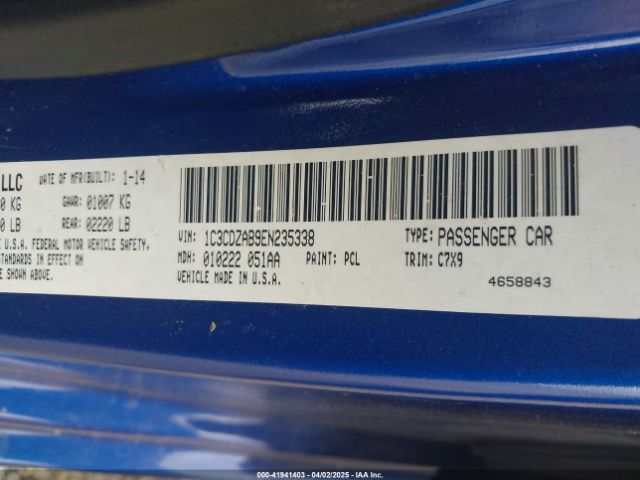 LLC DATE OF MFR(BUILT): 1-14
0 KG GAWR: 01007 KG
0 LB REAR: 02220 LB
U.S.A. FEDERAL MOTOR VEHICLE SAFETY,
STANDARDS IN EFFECT ON
SHOWN ABOVE.
VIN: 1C3CDZAB9EN235338 TYPE: PASSENGER CAR
MDH: 010222 051AA PAINT: PCL TRIM: C7X9
VEHICLE MADE IN U.S.A. 4658843
000-41941403 - 04/02/2025 - IAA Inc.